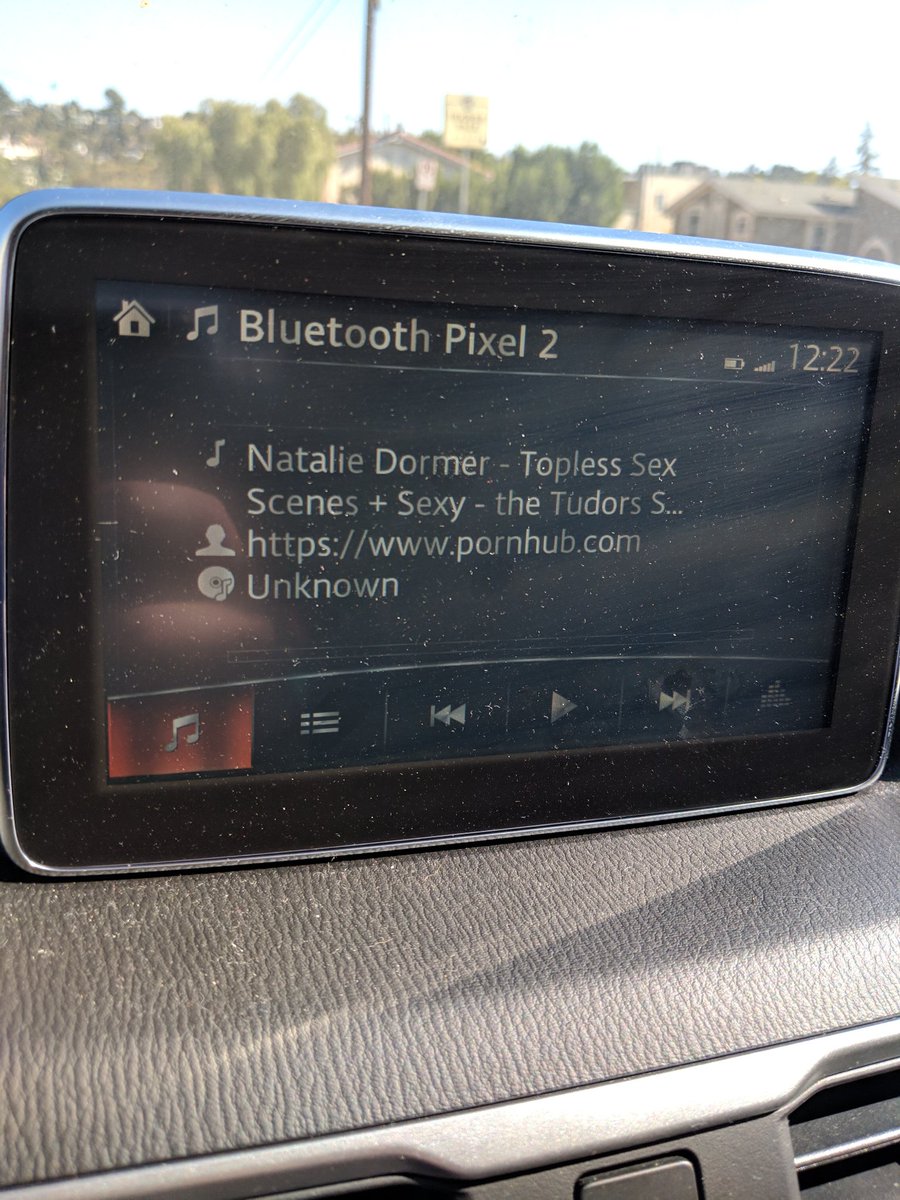 Bluetooth Pixel 2
12:22
Natalie Dormer - Topless Sex
Scenes + Sexy - the Tudors S...
https://www.pornhub.com
Unknown